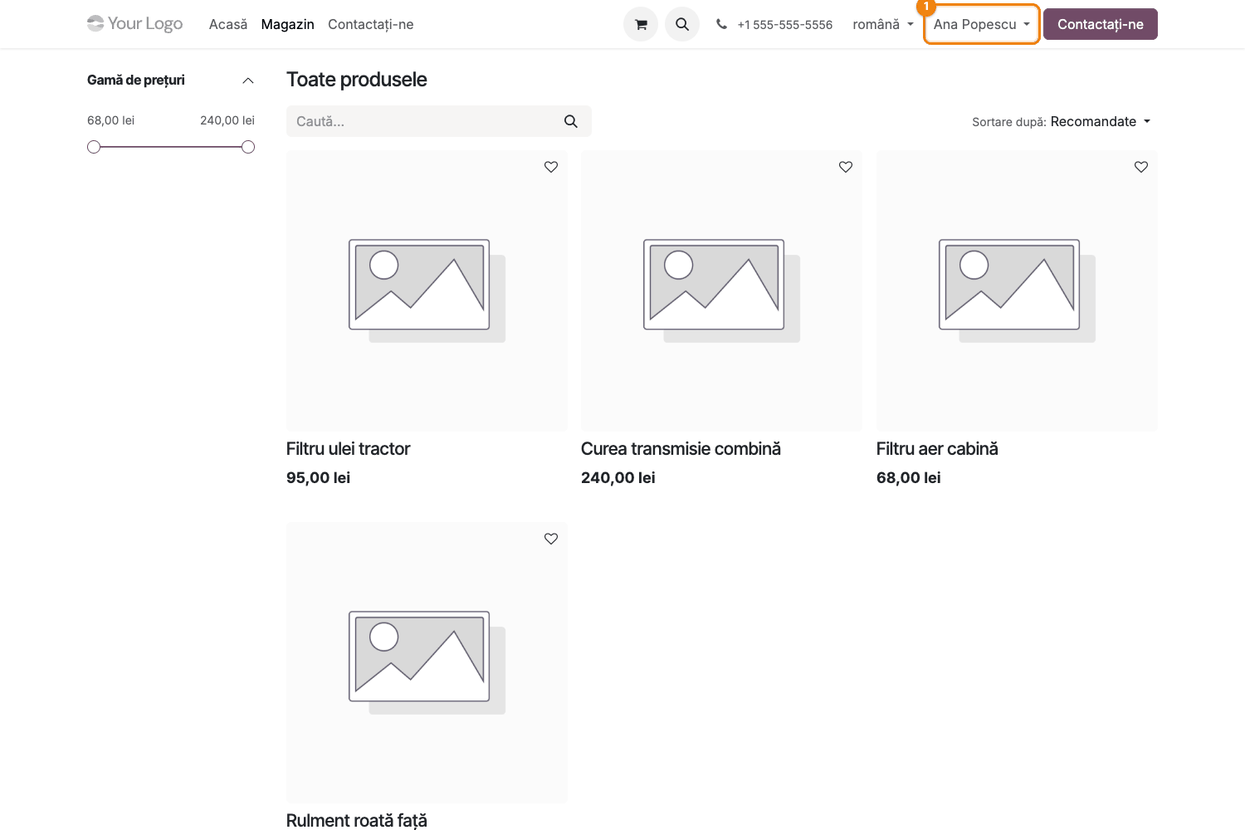 Your Logo
Acasă
Magazin
Contactați-ne
+1 555-555-5556
română
1
Ana Popescu
Contactați-ne
Gamă de prețuri
68,00 lei
240,00 lei
Toate produsele
Caută...
Sortare după: Recomandate
Filtru ulei tractor
95,00 lei
Curea transmisie combină
240,00 lei
Filtru aer cabină
68,00 lei
Rulment roată față